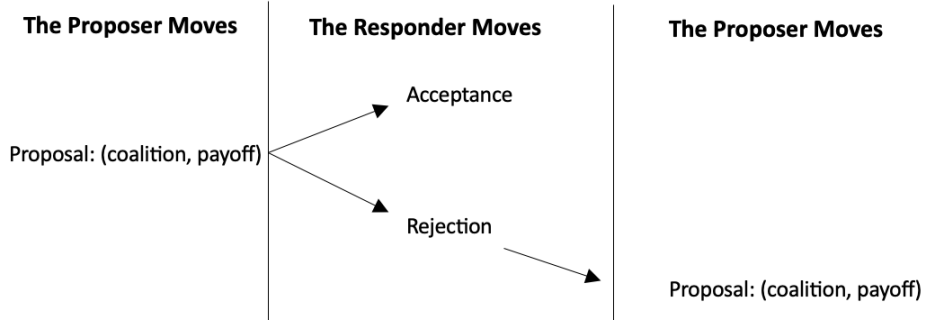 The Proposer Moves
The Responder Moves
The Proposer Moves
Acceptance
Proposal: (coalition, payoff)
Rejection
Proposal: (coalition, payoff)